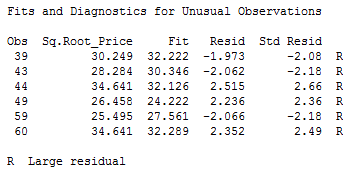 Fits and Diagnostics for Unusual Observations
Obs Sq.Root_Price Fit Resid Std Resid
39 30.249 32.222 -1.973 -2.08 R
43 28.284 30.346 -2.062 -2.18 R
44 34.641 32.126 2.515 2.66 R
49 26.458 24.222 2.236 2.36 R
59 25.495 27.561 -2.066 -2.18 R
60 34.641 32.289 2.352 2.49 R
R Large residual